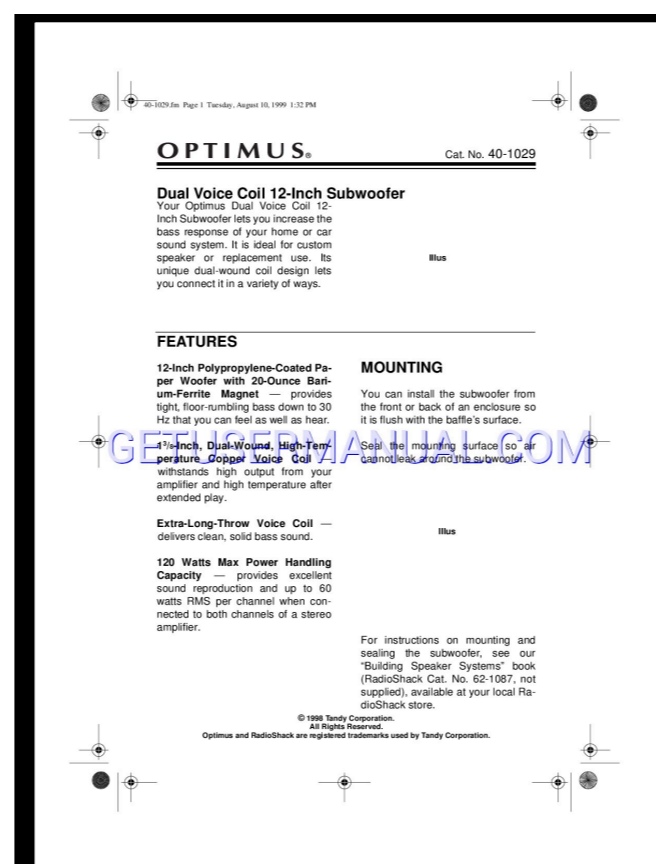 40-1029.fm Page 1 Tuesday, August 10, 1999 1:32 PM
OPTIMUS®
Cat. No. 40-1029
Dual Voice Coil 12-Inch Subwoofer
Your Optimus Dual Voice Coil 12-
Inch Subwoofer lets you increase the
bass response of your home or car
sound system. It is ideal for custom
speaker or replacement use. Its
unique dual-wound coil design lets
you connect it in a variety of ways.
Illus
FEATURES
12-Inch Polypropylene-Coated Pa-
per Woofer with 20-Ounce Bari-
um-Ferrite Magnet — provides
tight, floor-rumbling bass down to 30
Hz that you can feel as well as hear.
1³/₈-Inch, Dual-Wound, High-Tem-
perature Copper Voice Coil —
withstands high output from your
amplifier and high temperature after
extended play.
Extra-Long-Throw Voice Coil —
delivers clean, solid bass sound.
120 Watts Max Power Handling
Capacity — provides excellent
sound reproduction and up to 60
watts RMS per channel when con-
nected to both channels of a stereo
amplifier.
MOUNTING
You can install the subwoofer from
the front or back of an enclosure so
it is flush with the baffle's surface.
Seal the mounting surface so air
cannot leak around the subwoofer.
Illus
For instructions on mounting and
sealing the subwoofer, see our
“Building Speaker Systems” book
(RadioShack Cat. No. 62-1087, not
supplied), available at your local Ra-
dioShack store.
GETUSERMANUAL.COM
© 1998 Tandy Corporation.
All Rights Reserved.
Optimus and RadioShack are registered trademarks used by Tandy Corporation.